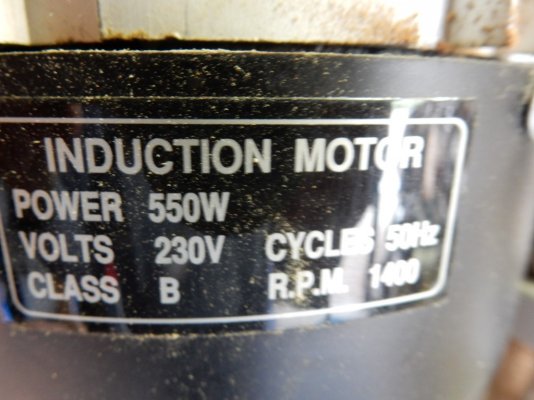 INDUCTION MOTOR
POWER 550W
VOLTS 230V CYCLES 50Hz
CLASS B R.P.M. 1400